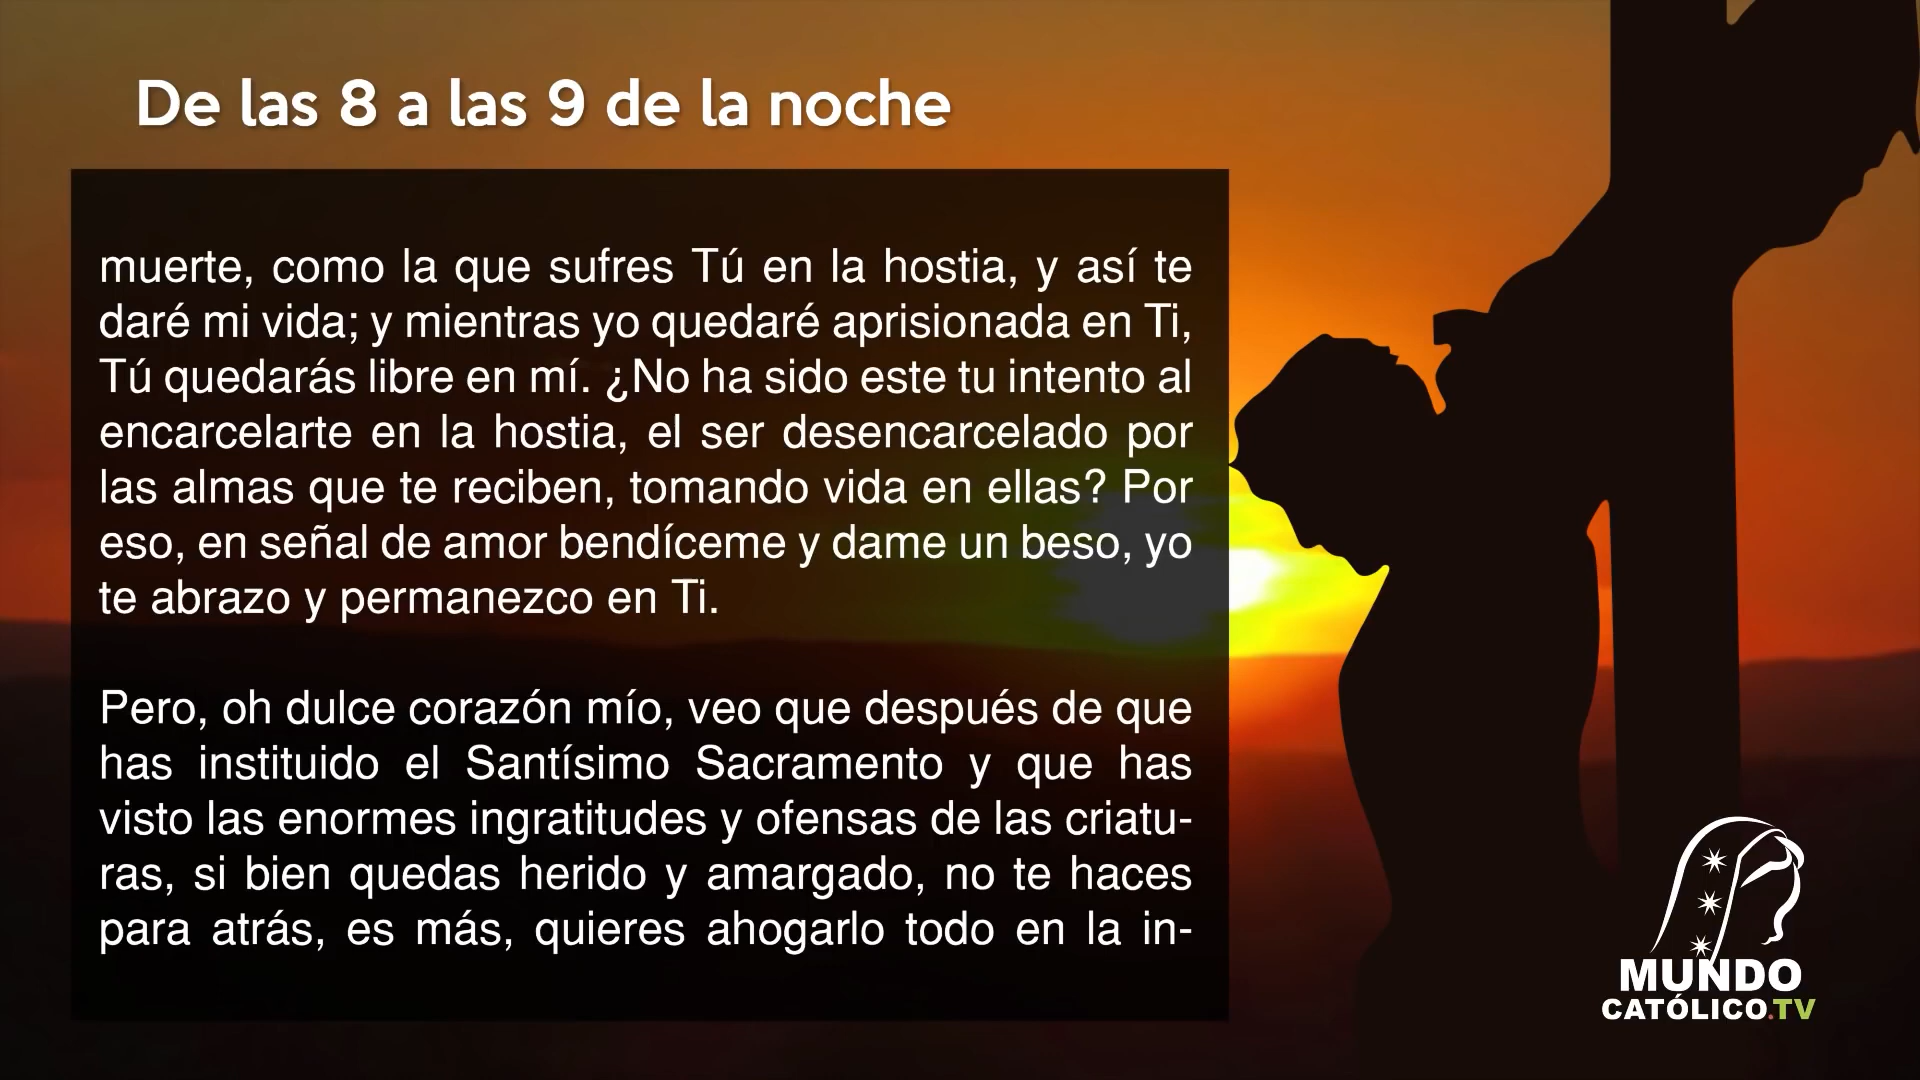 De las 8 a las 9 de la noche
muerte, como la que sufres Tú en la hostia, y así te
daré mi vida; y mientras yo quedaré aprisionada en Ti,
Tú quedarás libre en mí. ¿No ha sido este tu intento al
encarcelarte en la hostia, el ser desencarcelado por
las almas que te reciben, tomando vida en ellas? Por
eso, en señal de amor bendíceme y dame un beso, yo
te abrazo y permanezco en Ti.
Pero, oh dulce corazón mío, veo que después de que
has instituido el Santísimo Sacramento y que has
visto las enormes ingratitudes y ofensas de las criatu-
ras, si bien quedas herido y amargado, no te haces
para atrás, es más, quieres ahogarlo todo en la in-
MUNDO
CATÓLICO.TV